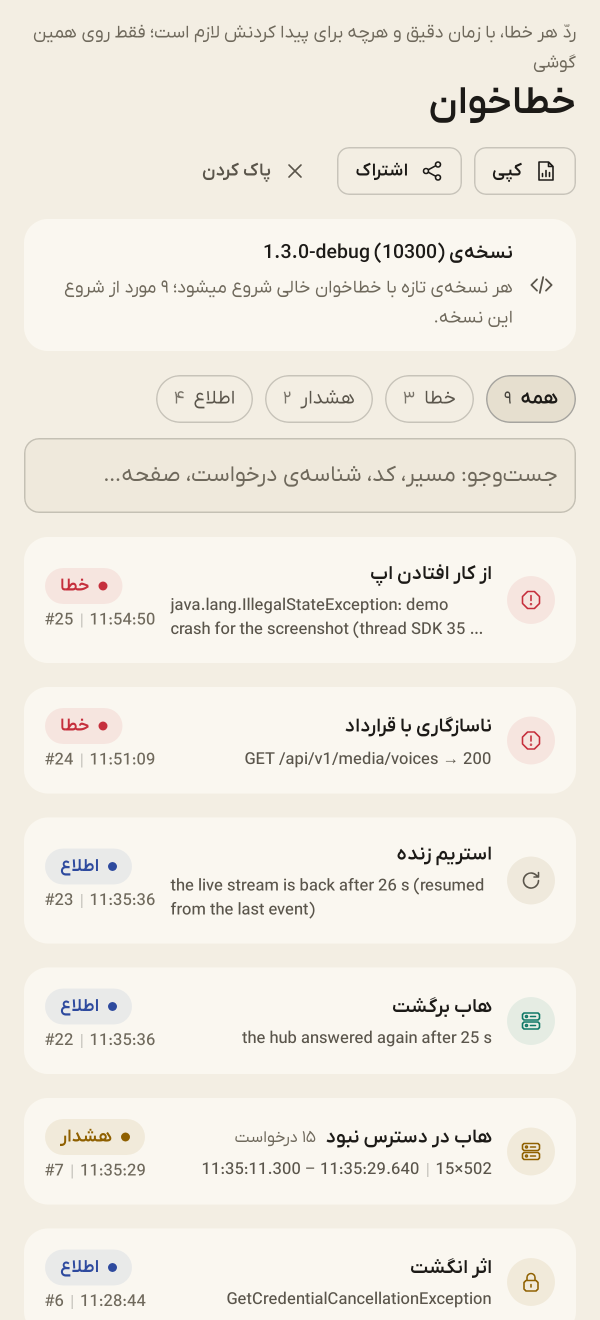 ردّ هر خطا، با زمان دقیق و هرچه برای پیدا کردنش لازم است؛ فقط روی همین
گوشی
خطاخوان
کپی
اشتراک
پاک کردن
نسخه‌ی 1.3.0-debug (10300)
هر نسخه‌ی تازه با خطاخوان خالی شروع میشود؛ ۹ مورد از شروع
این نسخه.
همه ۹
خطا ۳
هشدار ۲
اطلاع ۴
جست‌وجو: مسیر، کد، شناسه‌ی درخواست، صفحه...
از کار افتادن اپ
java.lang.IllegalStateException: demo
crash for the screenshot (thread SDK 35 ...
خطا
#25 | 11:54:50
ناسازگاری با قرارداد
GET /api/v1/media/voices → 200
خطا
#24 | 11:51:09
استریم زنده
the live stream is back after 26 s (resumed
from the last event)
اطلاع
#23 | 11:35:36
هاب برگشت
the hub answered again after 25 s
اطلاع
#22 | 11:35:36
هاب در دسترس نبود ۱۵ درخواست
11:35:11.300 – 11:35:29.640 | 15×502
هشدار
#7 | 11:35:29
اثر انگشت
GetCredentialCancellationException
اطلاع
#6 | 11:28:44